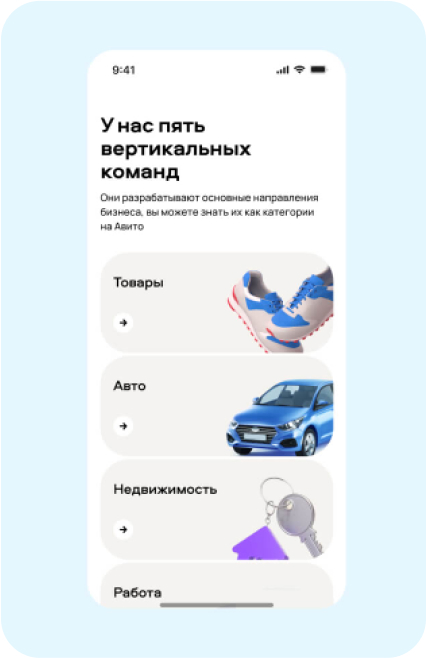 9:41
У нас пять
вертикальных
команд
Они разрабатывают основные направления
бизнеса, вы можете знать их как категории
на Авито
Товары
Авто
Недвижимость
Работа